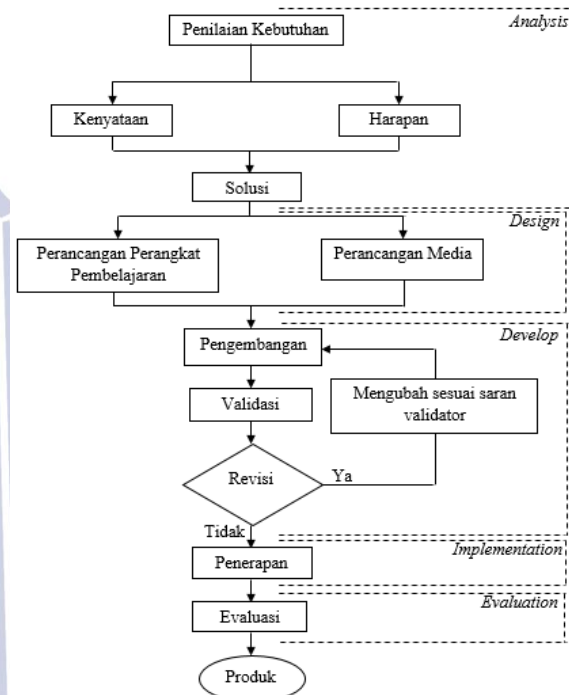 Analysis
Penilaian Kebutuhan
Kenyataan
Harapan
Solusi
Design
Perancangan Perangkat
Pembelajaran
Perancangan Media
Develop
Pengembangan
Mengubah sesuai saran
validator
Validasi
Revisi
Ya
Tidak
Implementation
Penerapan
Evaluation
Evaluasi
Produk